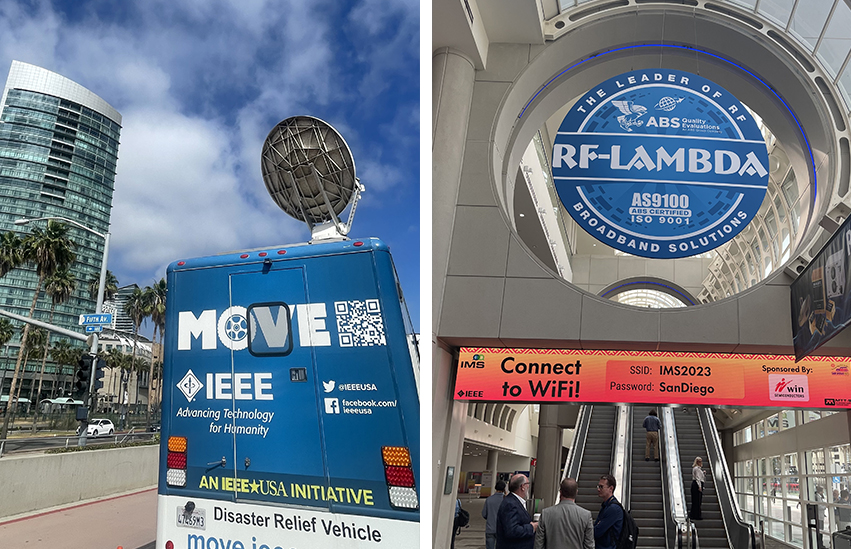 FIFTH AV.
MOVE
IEEE
Advancing Technology
for Humanity
@IEEEUSA
facebook.com/
ieeeusa
AN IEEE★USA INITIATIVE
Disaster Relief Vehicle
THE LEADER OF RF
ABS Quality
Evaluations
RF-LAMBDA
AS9100
ABS CERTIFIED
ISO 9001
BROADBAND SOLUTIONS
IMS
IEEE
Connect
to WiFi!
SSID: IMS2023
Password: SanDiego
Sponsored By:
win
SEMICONDUCTORS